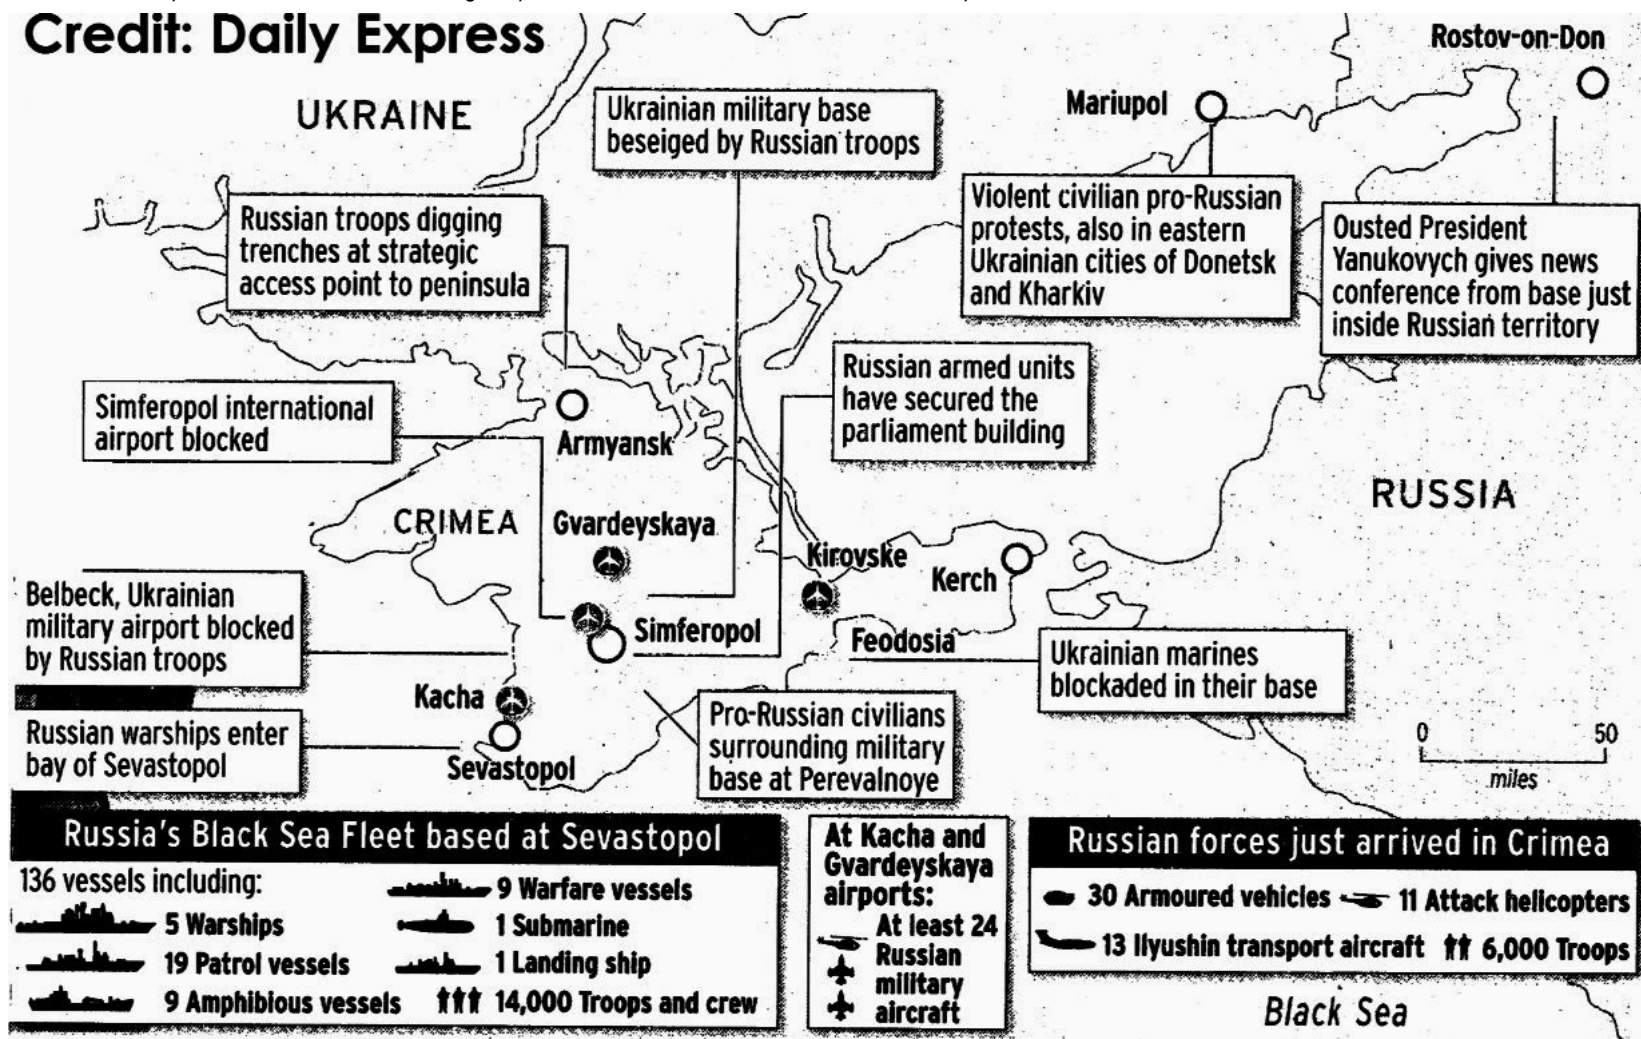 Credit: Daily Express
Rostov-on-Don
UKRAINE
Mariupol
Ukrainian military base
beseiged by Russian troops
Violent civilian pro-Russian
protests, also in eastern
Ukrainian cities of Donetsk
and Kharkiv
Russian troops digging
trenches at strategic
access point to peninsula
Ousted President
Yanukovych gives news
conference from base just
inside Russian territory
Russian armed units
have secured the
parliament building
Simferopol international
airport blocked
Armyansk
RUSSIA
CRIMEA
Gvardeyskaya
Kirovske
Kerch
Belbeck, Ukrainian
military airport blocked
by Russian troops
Simferopol
Feodosia
Ukrainian marines
blockaded in their base
Kacha
Pro-Russian civilians
surrounding military
base at Perevalnoye
Russian warships enter
bay of Sevastopol
Sevastopol
0 50
miles
Russia's Black Sea Fleet based at Sevastopol
136 vessels including:
5 Warships
19 Patrol vessels
9 Amphibious vessels
9 Warfare vessels
1 Submarine
1 Landing ship
14,000 Troops and crew
At Kacha and
Gvardeyskaya
airports:
At least 24
Russian
military
aircraft
Russian forces just arrived in Crimea
30 Armoured vehicles
11 Attack helicopters
13 Ilyushin transport aircraft
6,000 Troops
Black Sea